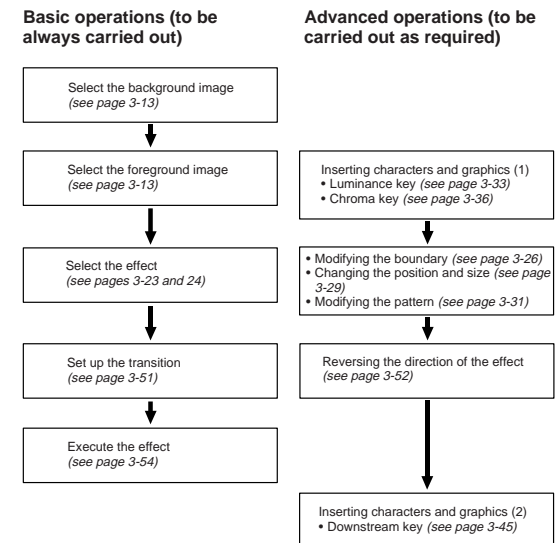 Basic operations (to be
always carried out)
Select the background image
(see page 3-13)
Select the foreground image
(see page 3-13)
Select the effect
(see pages 3-23 and 24)
Set up the transition
(see page 3-51)
Execute the effect
(see page 3-54)
Advanced operations (to be
carried out as required)
Inserting characters and graphics (1)
• Luminance key (see page 3-33)
• Chroma key (see page 3-36)
• Modifying the boundary (see page 3-26)
• Changing the position and size (see page
3-29)
• Modifying the pattern (see page 3-31)
Reversing the direction of the effect
(see page 3-52)
Inserting characters and graphics (2)
• Downstream key (see page 3-45)